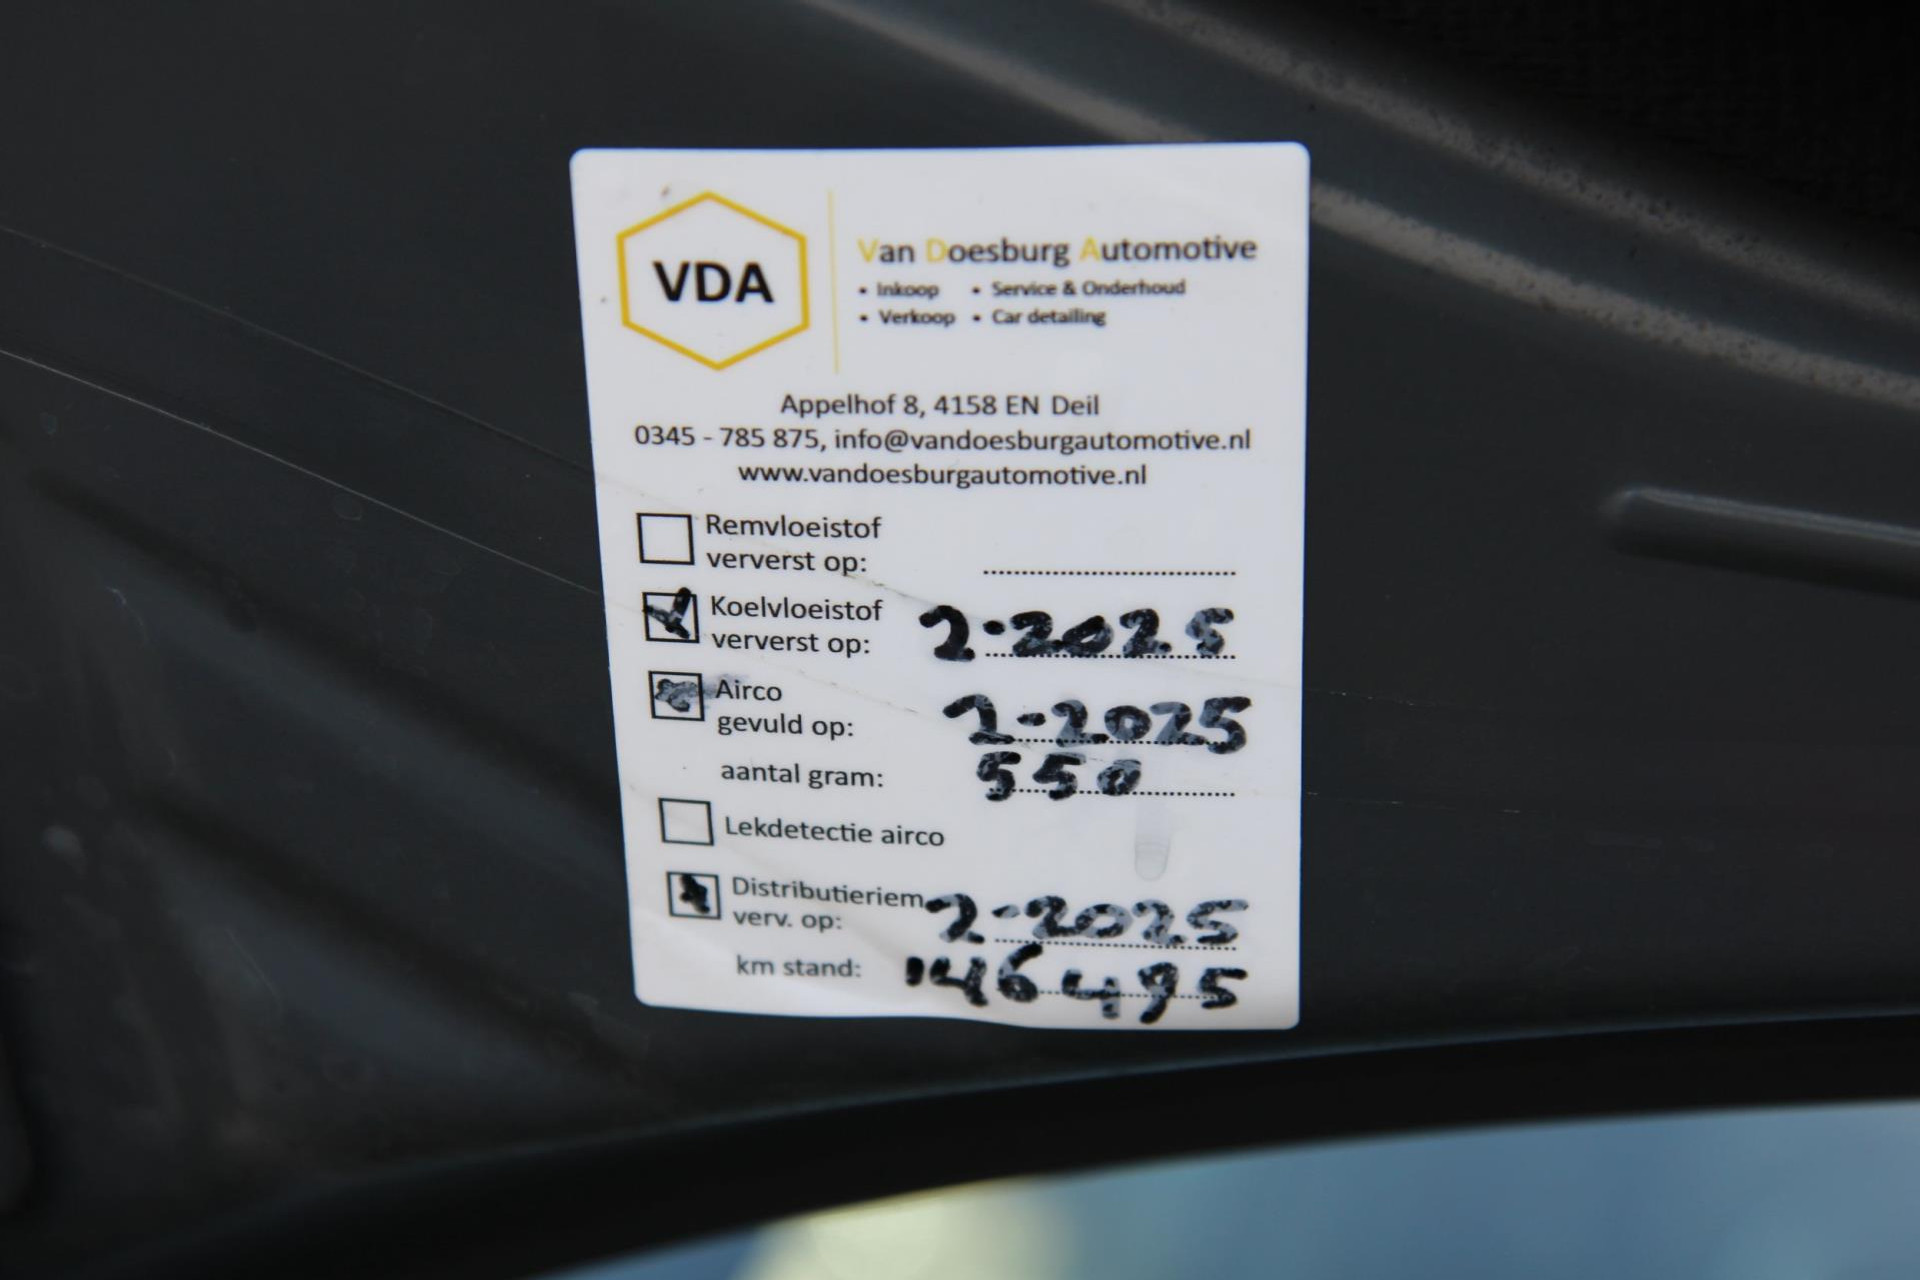 VDA
Van Doesburg Automotive
• Inkoop • Service & Onderhoud
• Verkoop • Car detailing
Appelhof 8, 4158 EN Deil
0345 - 785 875, info@vandoesburgautomotive.nl
www.vandoesburgautomotive.nl
Remvloeistof
ververst op:
Koelvloeistof
ververst op: 2-2025
Airco
gevuld op: 2-2025
aantal gram: 550
Lekdetectie airco
Distributieriem
verv. op: 2-2025
km stand: 146495